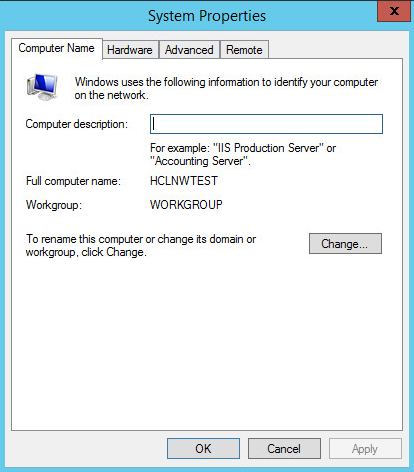 System Properties
x
Computer Name Hardware Advanced Remote
Windows uses the following information to identify your computer
on the network.
Computer description:
For example: "IIS Production Server" or
"Accounting Server".
Full computer name: HCLNWTEST
Workgroup: WORKGROUP
To rename this computer or change its domain or
workgroup, click Change.
Change...
OK Cancel Apply